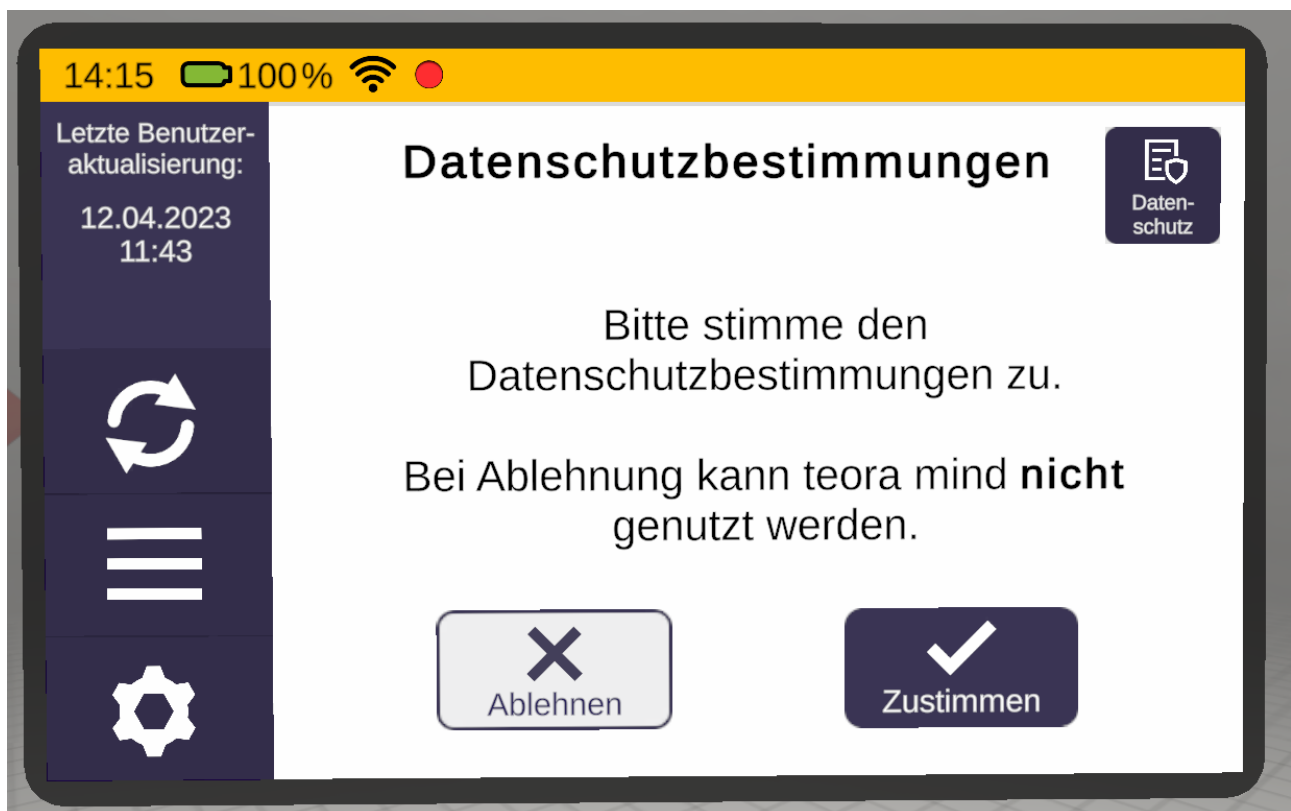 14:15 100%
Letzte Benutzer-
aktualisierung:
12.04.2023
11:43
Datenschutzbestimmungen
Daten-
schutz
Bitte stimme den
Datenschutzbestimmungen zu.
Bei Ablehnung kann teora mind nicht
genutzt werden.
Ablehnen
Zustimmen